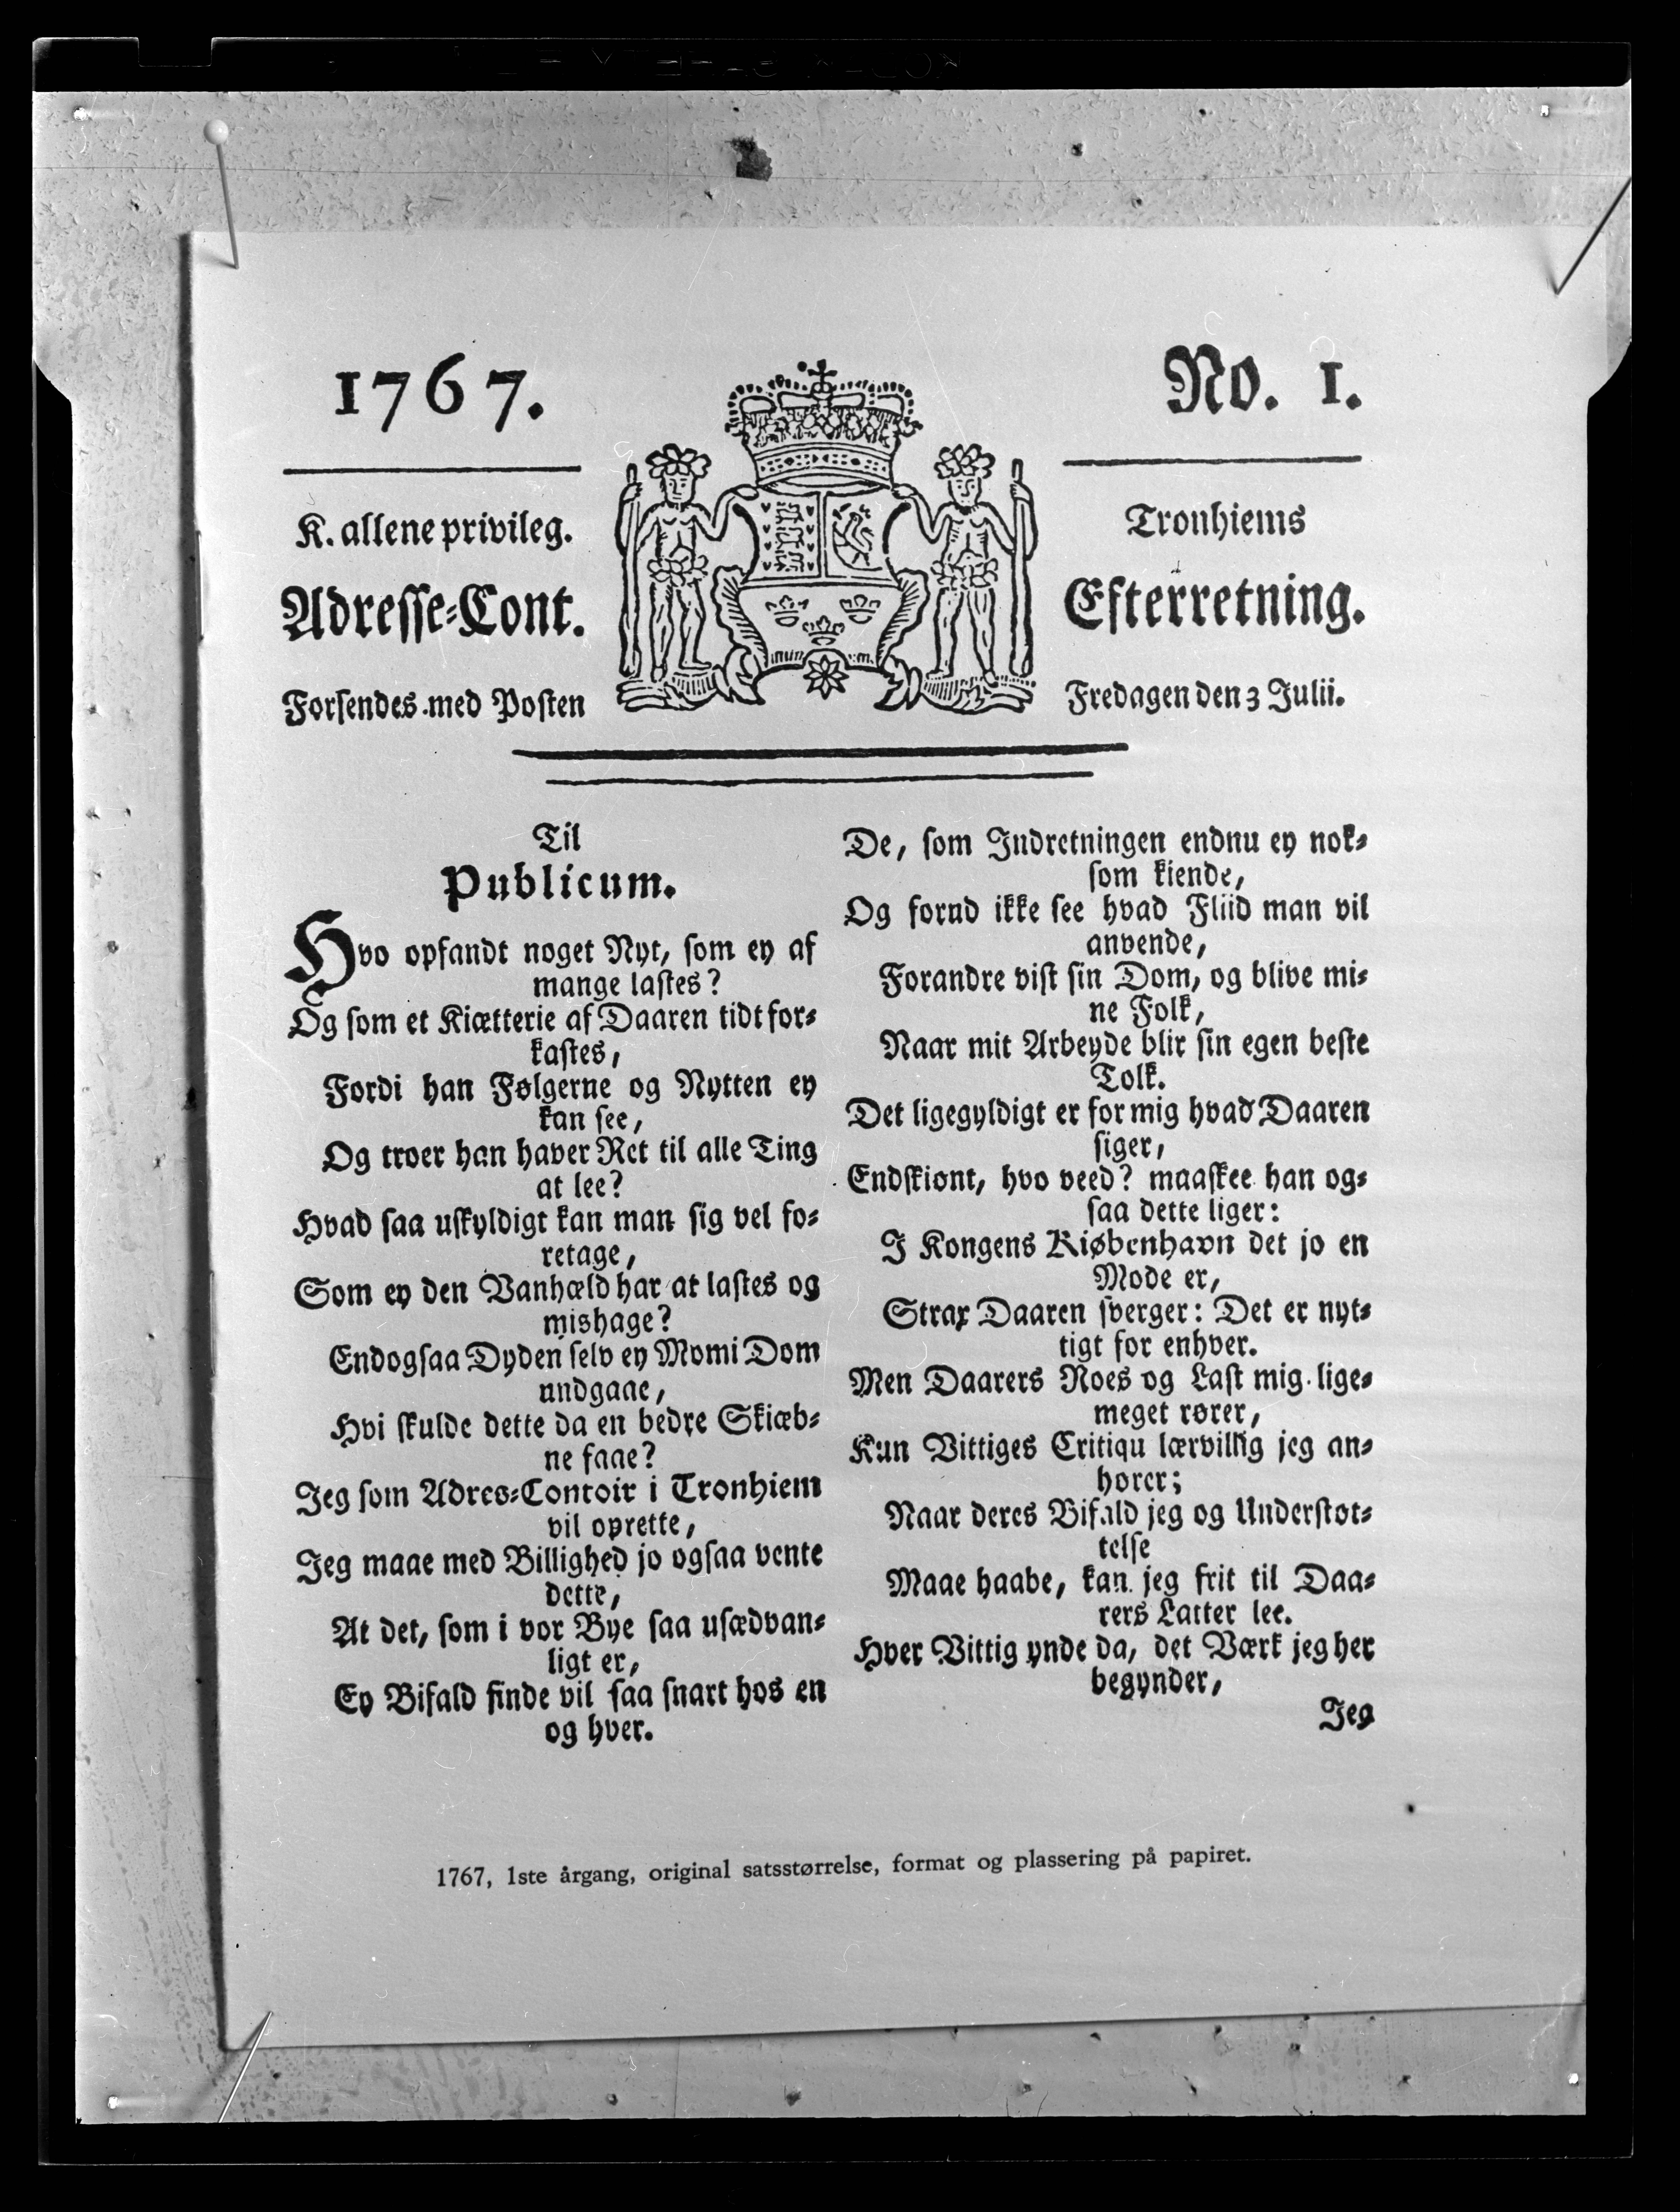 1767.
No. 1.
K. allene privileg.
Tronhiems
Adresse-Cont.
Efterretning.
Forsendes med Posten
Fredagen den 3 Julii.
Til
Publicum.
Hvo opfandt noget Nyt, som ey af
mange lastes?
Og som et Kiætterie af Daaren tidt for-
kastes,
Fordi han Følgerne og Nytten ey
kan see,
Og troer han haver Ret til alle Ting
at lee?
Hvad saa uskyldigt kan man sig vel fo-
retage,
Som ey den Vanhæld har at lastes og
mishage?
Endogsaa Dyden selv ey Momi Dom
undgaae,
Hvi skulde dette da en bedre Skiæb-
ne faae?
Jeg som Adres-Contoir i Tronhiem
vil oprette,
Jeg maae med Billighed jo ogsaa vente
dette,
At det, som i vor Bye saa usædvan-
ligt er,
Ey Bifald finde vil saa snart hos en
og hver.
De, som Indretningen endnu ey nok-
som kiende,
Og fornd ikke see hvad Fliid man vil
anvende,
Forandre vist sin Dom, og blive mi-
ne Folk,
Naar mit Arbeyde blir sin egen beste
Tolk.
Det ligegyldigt er for mig hvad Daaren
siger,
Endskiønt, hvo veed? maaskee han og-
saa dette liger:
I Kongens Kiøbenhavn det jo en
Mode er,
Strax Daaren sverger: Det er nyt-
tigt for enhver.
Men Daarers Roes og Last mig lige-
meget rører,
Kun Vittiges Critiqu lærvillig jeg an-
hører;
Naar deres Bifald jeg og Understøt-
telse
Maae haabe, kan jeg frit til Daa-
rers Latter lee.
Hver Vittig ynde da, det Værk jeg her
begynder,
Jeg
1767, 1ste årgang, original satsstørrelse, format og plassering på papiret.